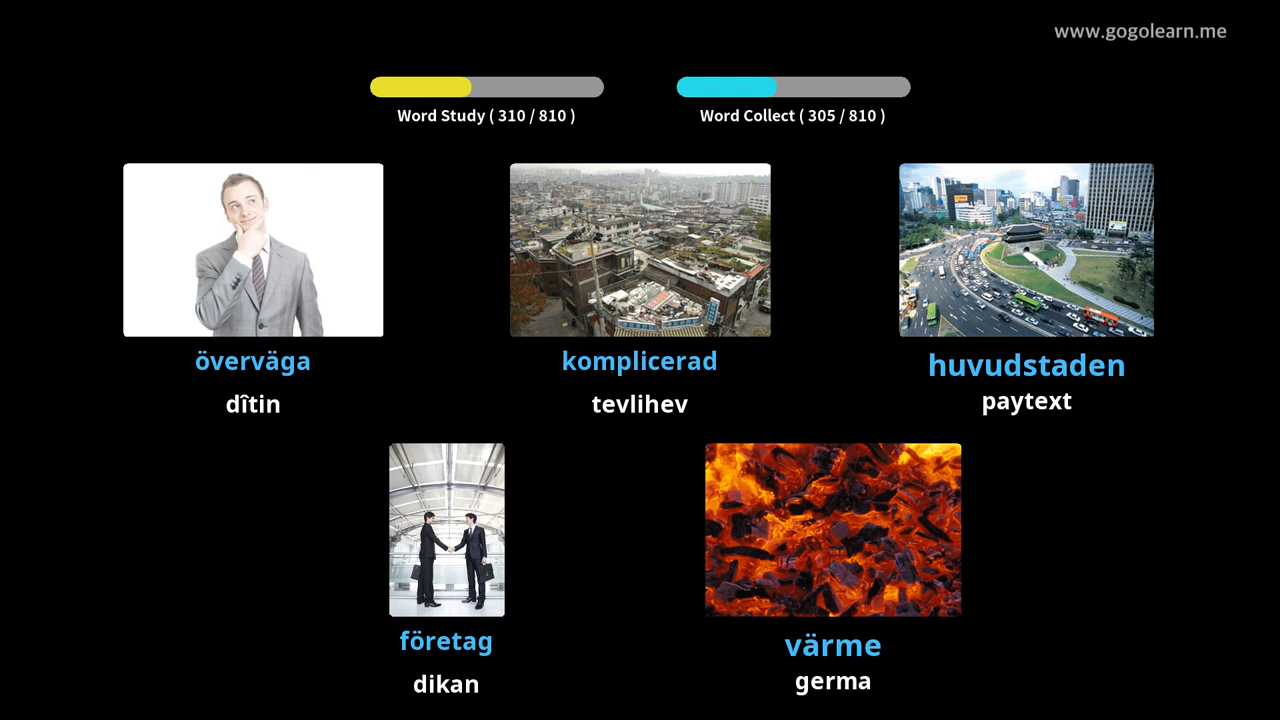 www.gogolearn.me
Word Study ( 310 / 810 )
Word Collect ( 305 / 810 )
överväga
dîtin
komplicerad
tevlihev
huvudstaden
paytext
företag
dikan
värme
germa